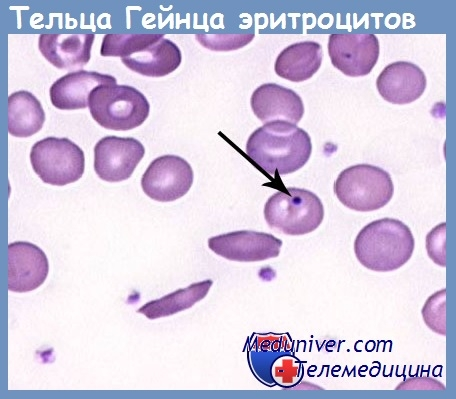 Тельца Гейнца эритроцитов
Meduniver.com
Телемедицина